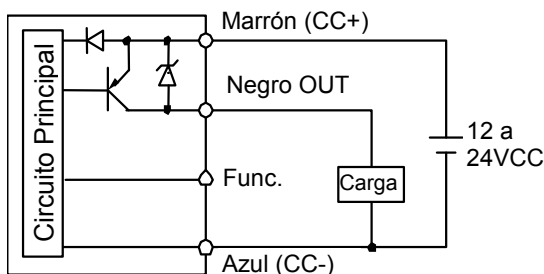 Marrón (CC+)
Negro OUT
Circuito Principal
12 a
24VCC
Func.
Carga
Azul (CC-)